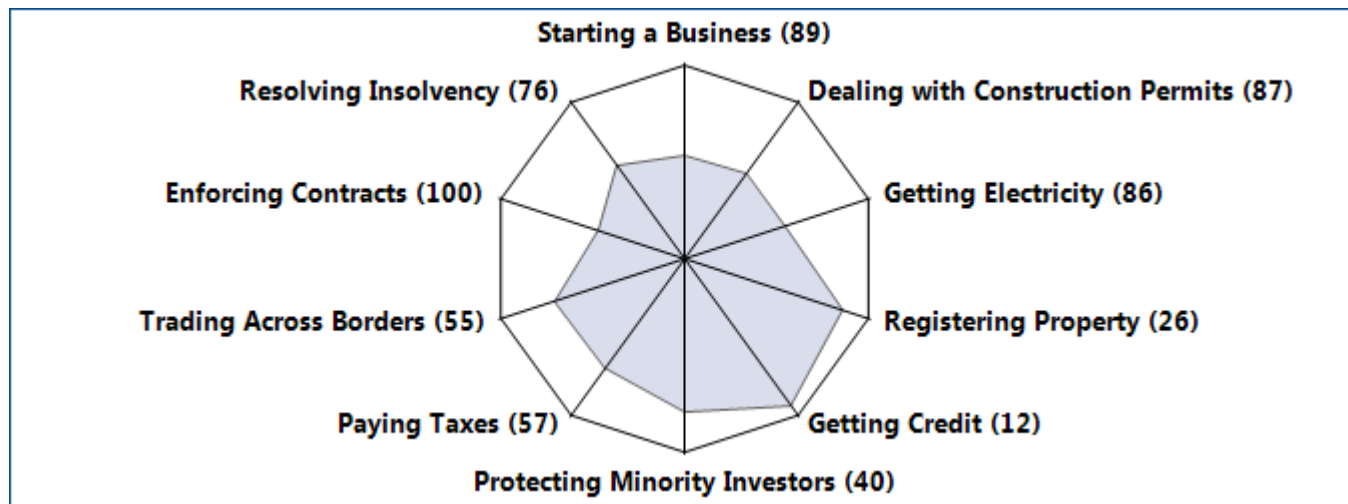 Starting a Business (89)
Resolving Insolvency (76)
Dealing with Construction Permits (87)
Enforcing Contracts (100)
Getting Electricity (86)
Trading Across Borders (55)
Registering Property (26)
Paying Taxes (57)
Getting Credit (12)
Protecting Minority Investors (40)